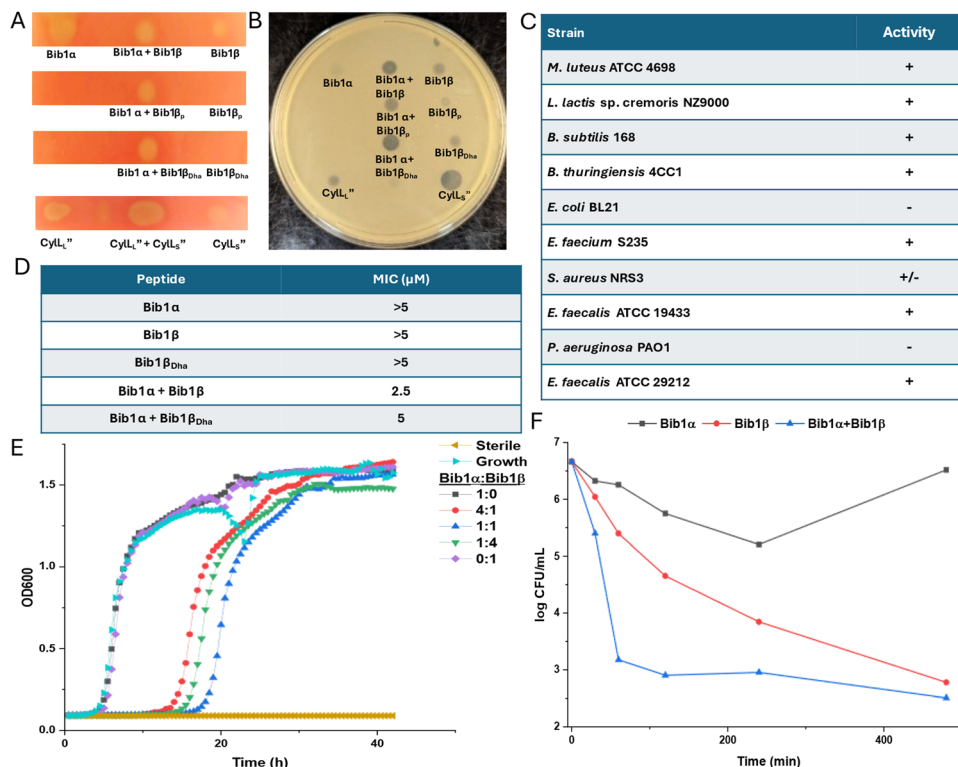 A
Bib1α
Bib1α + Bib1β
Bib1β
Bib1 α + Bib1βp
Bib1βp
Bib1α + Bib1βDha
Bib1βDha
CylLL”
CylLL” + CylLS”
CylLS”
B
Bib1α
Bib1α +
Bib1β
Bib1β
Bib1 α+
Bib1βp
Bib1βp
Bib1 α+
Bib1βDha
Bib1βDha
CylLL”
CylLS”
C
Strain Activity
M. luteus ATCC 4698 +
L. lactis sp. cremoris NZ9000 +
B. subtilis 168 +
B. thuringiensis 4CC1 +
E. coli BL21 -
E. faecium S235 +
S. aureus NRS3 +/-
E. faecalis ATCC 19433 +
P. aeruginosa PAO1 -
E. faecalis ATCC 29212 +
D
Peptide MIC (µM)
Bib1α >5
Bib1β >5
Bib1βDha >5
Bib1α + Bib1β 2.5
Bib1α + Bib1βDha 5
E
Sterile
Growth
Bib1α:Bib1β
1:0
4:1
1:1
1:4
0:1
OD600
1.5
1.0
0.5
0.0
0 20 40
Time (h)
F
Bib1α Bib1β Bib1α+Bib1β
log CFU/mL
7
6
5
4
3
2
0 200 400
Time (min)